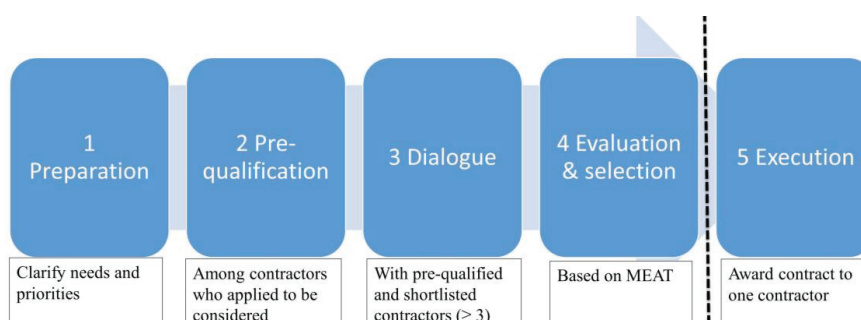 1
Preparation
2 Pre-
qualification
3 Dialogue
4 Evaluation
& selection
5 Execution
Clarify needs and
priorities
Among contractors
who applied to be
considered
With pre-qualified
and shortlisted
contractors (> 3)
Based on MEAT
Award contract to
one contractor